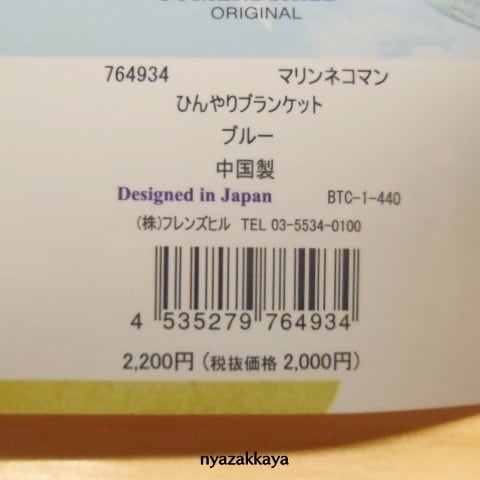 ORIGINAL
764934 マリンネコマン
ひんやりブランケット
ブルー
中国製
Designed in Japan BTC-1-440
(株)フレンズヒル TEL 03-5534-0100
4 535279 764934
2,200円 (税抜価格 2,000円)
nyazakkaya